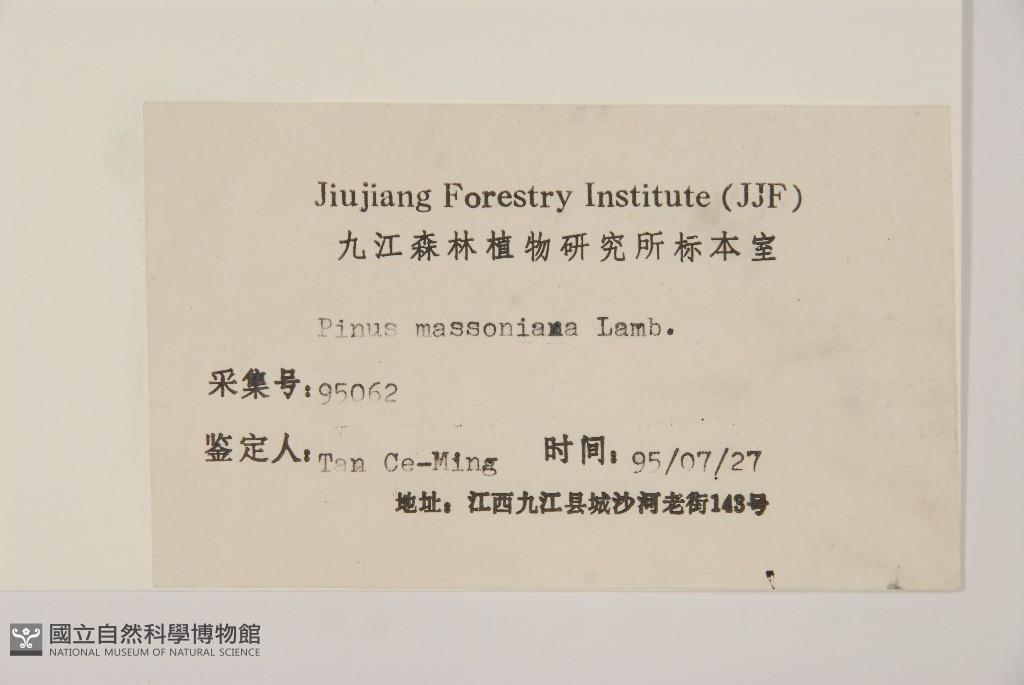 Jiujiang Forestry Institute (JJF)
九江森林植物研究所标本室
Pinus massoniana Lamb.
采集号:95062
鉴定人:Tan Ce-Ming 时间:95/07/27
地址:江西九江县城沙河老街143号
國立自然科學博物館
NATIONAL MUSEUM OF NATURAL SCIENCE